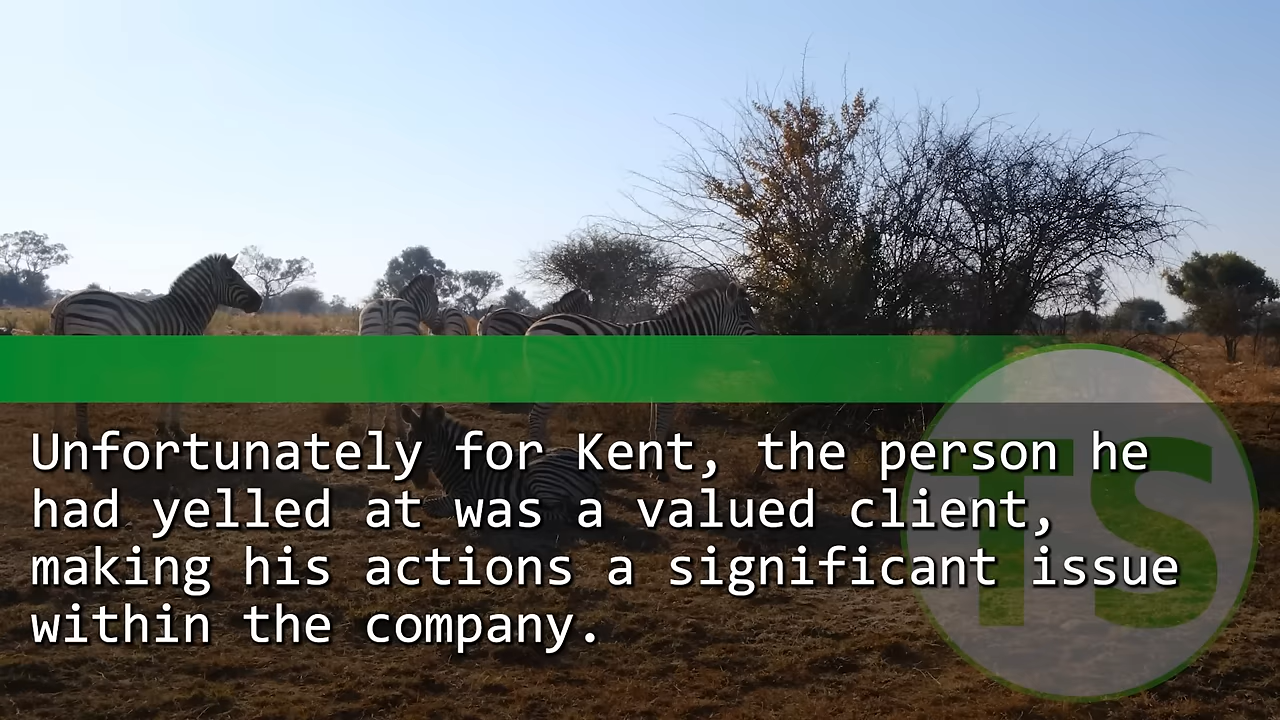 Unfortunately for Kent, the person he
had yelled at was a valued client,
making his actions a significant issue
within the company.
TS